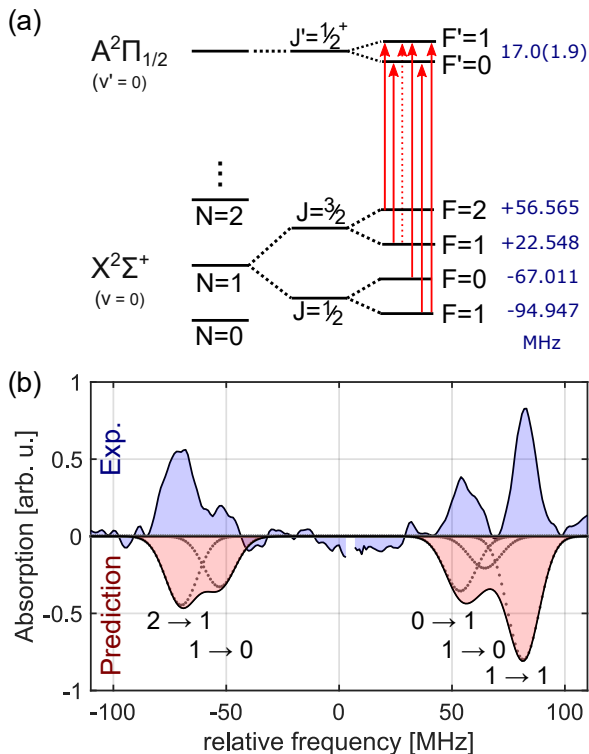 (a)
A²Π₁/₂
(v' = 0)
J'=½⁺
F'=1
F'=0
17.0(1.9)
⋮
N=2
X²Σ⁺
(v = 0)
N=1
N=0
J=³⁄₂
J=½
F=2 +56.565
F=1 +22.548
F=0 -67.011
F=1 -94.947
MHz
(b)
Absorption [arb. u.]
1
0.5
0
-0.5
-1
Exp.
Prediction
2 → 1
1 → 0
0 → 1
1 → 0
1 → 1
-100 -50 0 50 100
relative frequency [MHz]